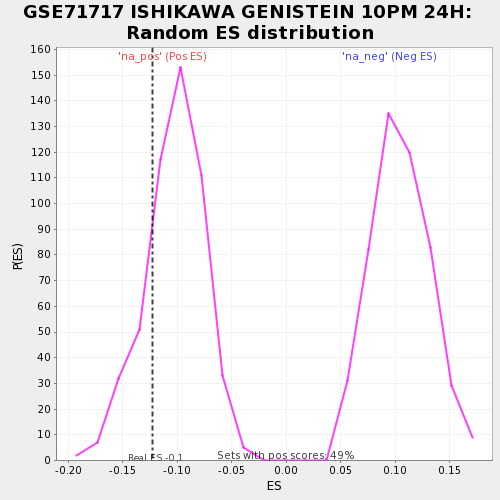 GSE71717 ISHIKAWA GENISTEIN 10PM 24H:
Random ES distribution
'na_pos' (Pos ES)
'na_neg' (Neg ES)
160
150
140
130
120
110
100
90
80
70
60
50
40
30
20
10
0
P(ES)
Real ES -0.1
Sets with pos scores: 49%
-0.20 -0.15 -0.10 -0.05 0.00 0.05 0.10 0.15
ES